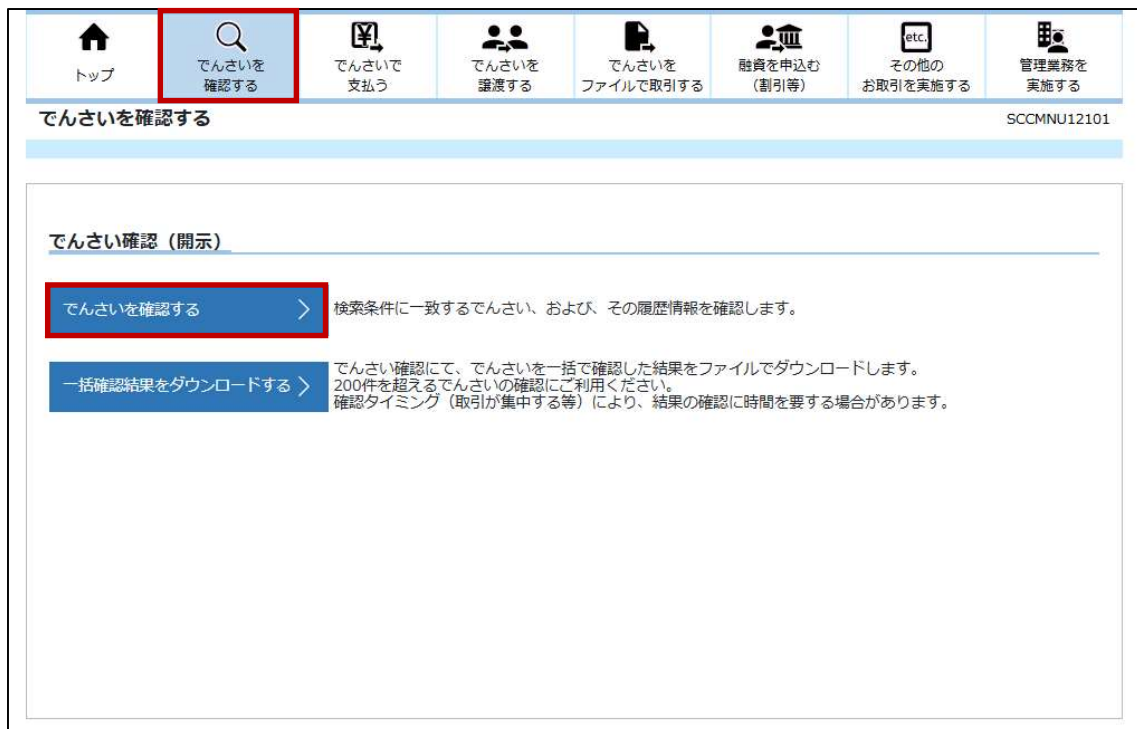 トップ
でんさいを
確認する
でんさいで
支払う
でんさいを
譲渡する
でんさいを
ファイルで取引する
融資を申込む
(割引等)
etc.
その他の
お取引を実施する
管理業務を
実施する
でんさいを確認する
SCCMNU12101
でんさい確認（開示）
でんさいを確認する
検索条件に一致するでんさい、および、その履歴情報を確認します。
一括確認結果をダウンロードする
でんさい確認にて、でんさいを一括で確認した結果をファイルでダウンロードします。
200件を超えるでんさいの確認にご利用ください。
確認タイミング（取引が集中する等）により、結果の確認に時間を要する場合があります。